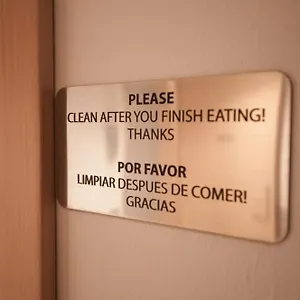 PLEASE
CLEAN AFTER YOU FINISH EATING!
THANKS
POR FAVOR
LIMPIAR DESPUES DE COMER!
GRACIAS